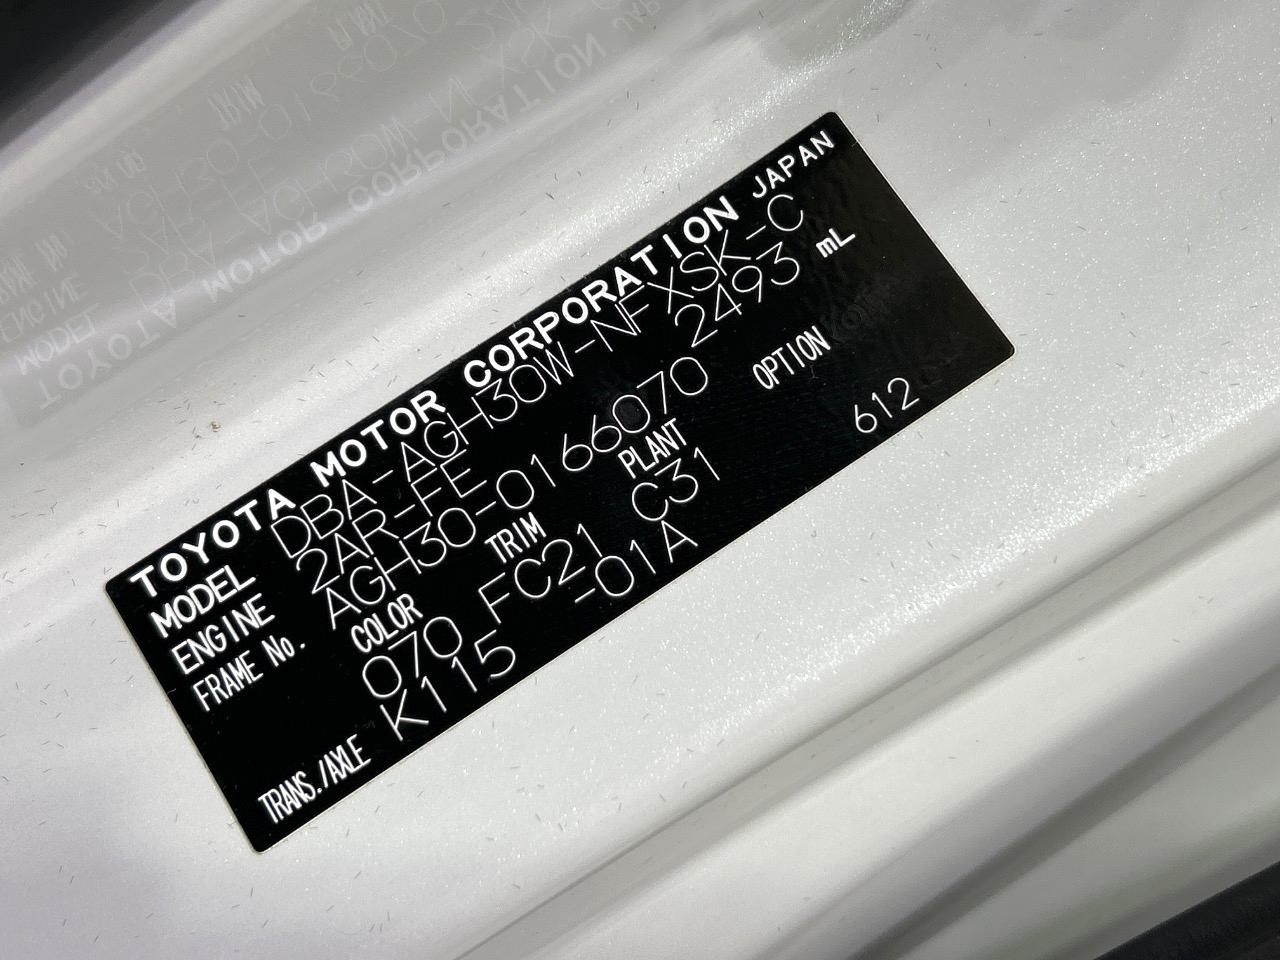 TOYOTA MOTOR CORPORATION JAPAN
MODEL DBA-AGH30W-NFXSK-C
ENGINE 2AR-FE 2493 mL
FRAME No. AGH30-0166070
COLOR TRIM PLANT OPTION
070 FC21 C31 612
TRANS./AXLE K115 -01A